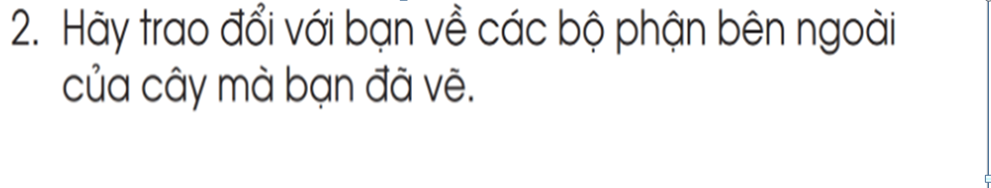 2. Hãy trao đổi với bạn về các bộ phận bên ngoài
của cây mà bạn đã vẽ.